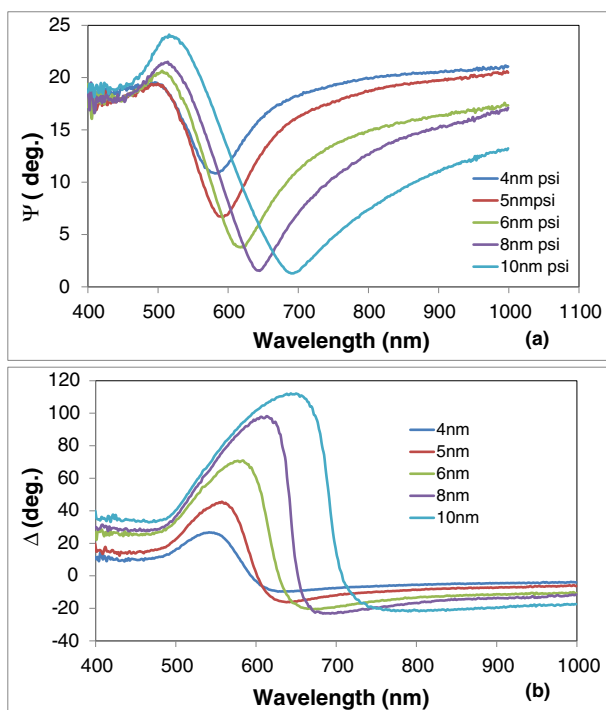 25
20
15
10
5
0
Ψ ( deg.)
4nm psi
5nmpsi
6nm psi
8nm psi
10nm psi
400 500 600 700 800 900 1000 1100
Wavelength (nm)
(a)
120
100
80
60
40
20
0
-20
-40
Δ (deg.)
4nm
5nm
6nm
8nm
10nm
400 500 600 700 800 900 1000
Wavelength (nm)
(b)